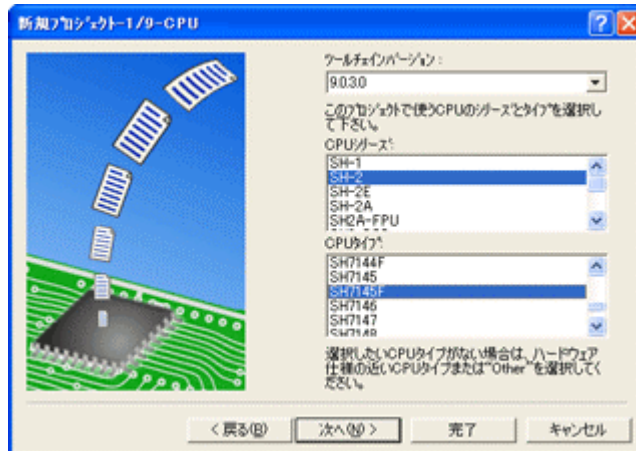 新規ﾌﾟﾛｼﾞｪｸﾄ-1/9-CPU
ﾂｰﾙﾁｪｲﾝﾊﾞｰｼﾞｮﾝ :
9.0.3.0
このﾌﾟﾛｼﾞｪｸﾄで使うCPUのｼﾘｰｽﾞとﾀｲﾌﾟを選択し
て下さい。
CPUｼﾘｰｽﾞ:
SH-1
SH-2
SH-2E
SH-2A
SH2A-FPU
CPUﾀｲﾌﾟ:
SH7144F
SH7145
SH7145F
SH7146
SH7147
SH7148
選択したいCPUﾀｲﾌﾟがない場合は、ハードウェア
仕様の近いCPUﾀｲﾌﾟまたは"Other"を選択してく
ださい。
< 戻る(B)
次へ(N) >
完了
キャンセル